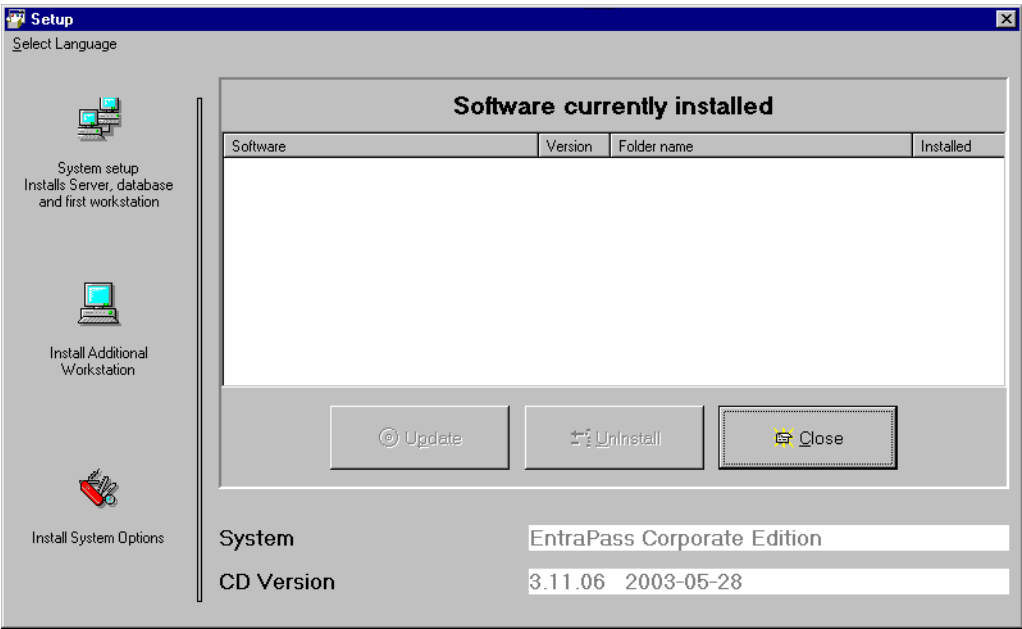 Setup
Select Language
System setup
Installs Server, database
and first workstation
Install Additional
Workstation
Install System Options
Software currently installed
Software Version Folder name Installed
Update UnInstall Close
System EntraPass Corporate Edition
CD Version 3.11.06 2003-05-28